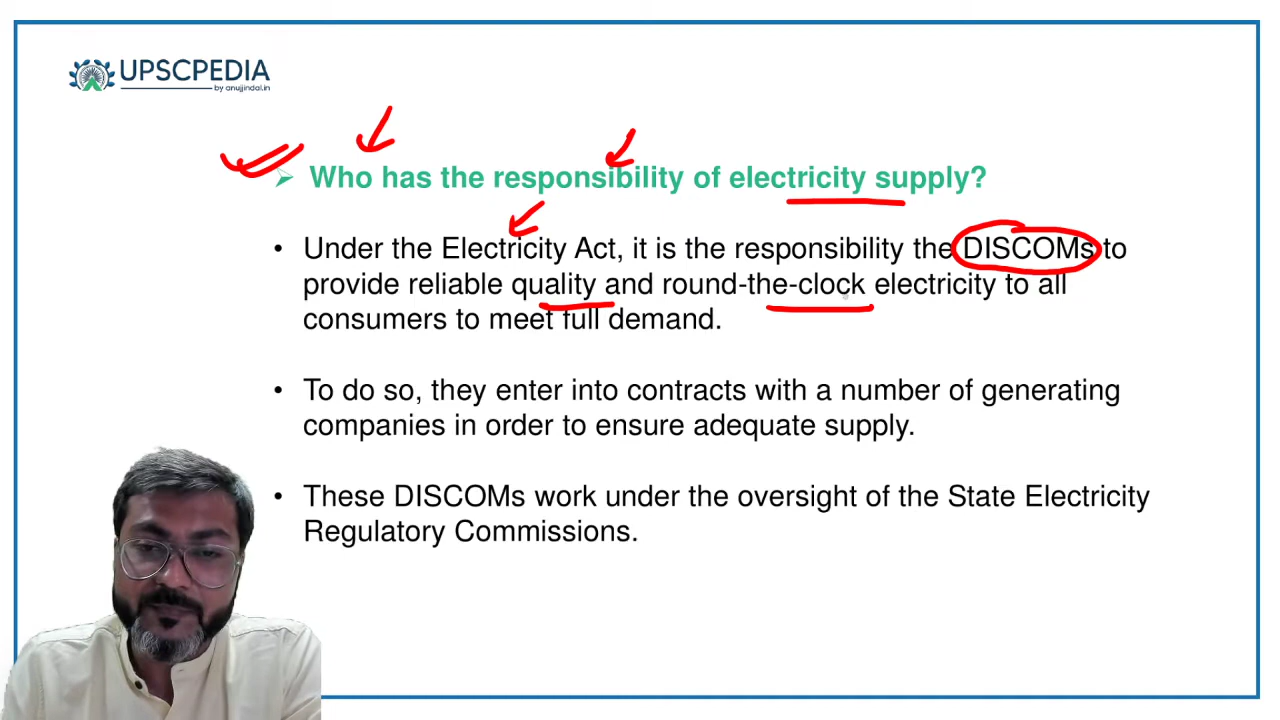 UPSCPEDIA
by anujjindal.in
➢ Who has the responsibility of electricity supply?
• Under the Electricity Act, it is the responsibility the DISCOMs to
provide reliable quality and round-the-clock electricity to all
consumers to meet full demand.
• To do so, they enter into contracts with a number of generating
companies in order to ensure adequate supply.
• These DISCOMs work under the oversight of the State Electricity
Regulatory Commissions.